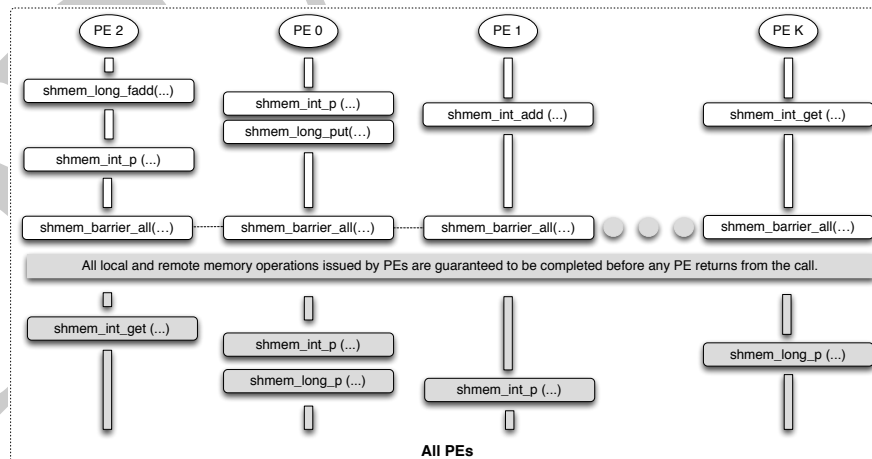 PE 2 PE 0 PE 1 PE K
shmem_long_fadd(...)
shmem_int_p (...) shmem_int_add (...) shmem_int_get (...)
shmem_long_put(...)
shmem_int_p (...)
shmem_barrier_all(...) shmem_barrier_all(...) shmem_barrier_all(...) shmem_barrier_all(...)
All local and remote memory operations issued by PEs are guaranteed to be completed before any PE returns from the call.
shmem_int_get (...)
shmem_int_p (...) shmem_long_p (...)
shmem_long_p (...) shmem_int_p (...)
All PEs